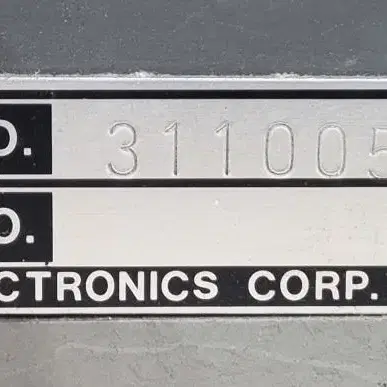 O. 311005
O.
CTRONICS CORP.